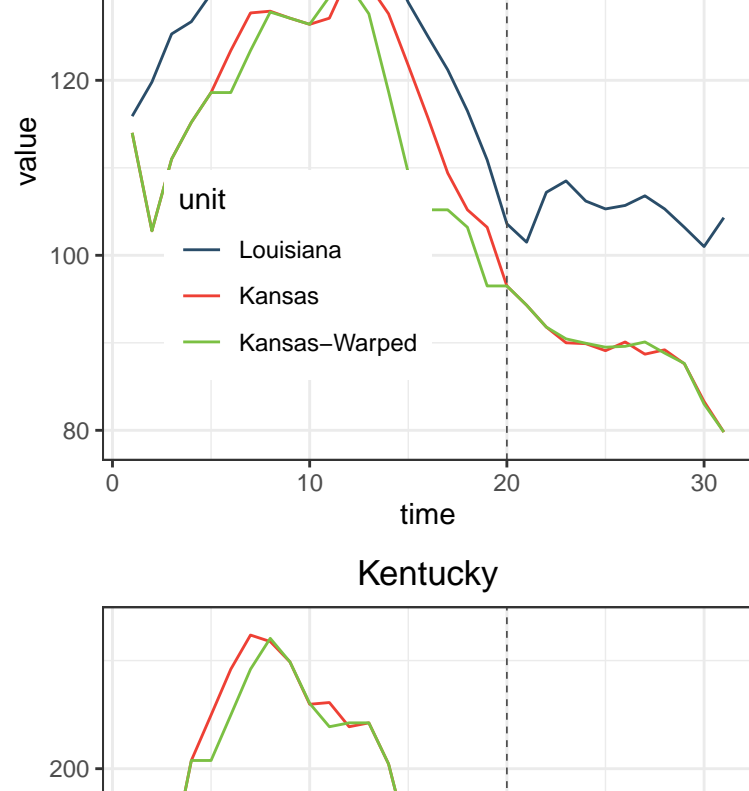 120
value
unit
Louisiana
100
Kansas
Kansas−Warped
80
0 10 20 30
time
Kentucky
200